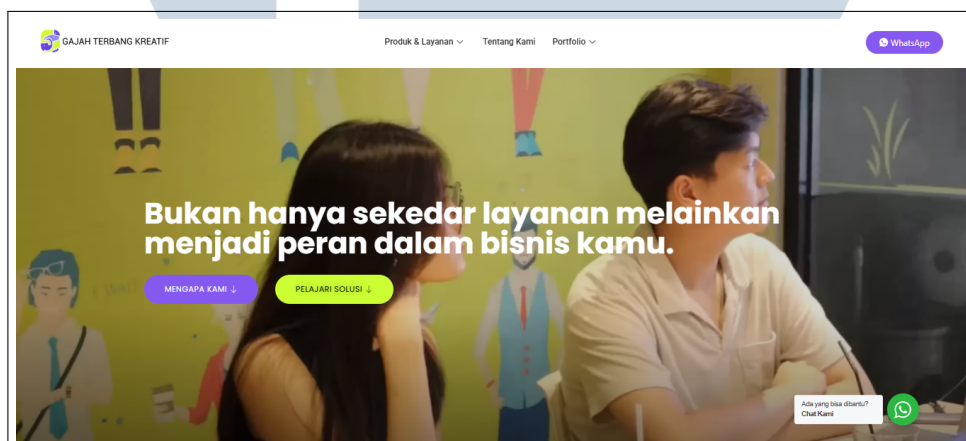 GAJAH TERBANG KREATIF
Produk & Layanan
Tentang Kami
Portfolio
WhatsApp
Bukan hanya sekedar layanan melainkan
menjadi peran dalam bisnis kamu.
MENGAPA KAMI ↓
PELAJARI SOLUSI ↓
Ada yang bisa dibantu?
Chat Kami